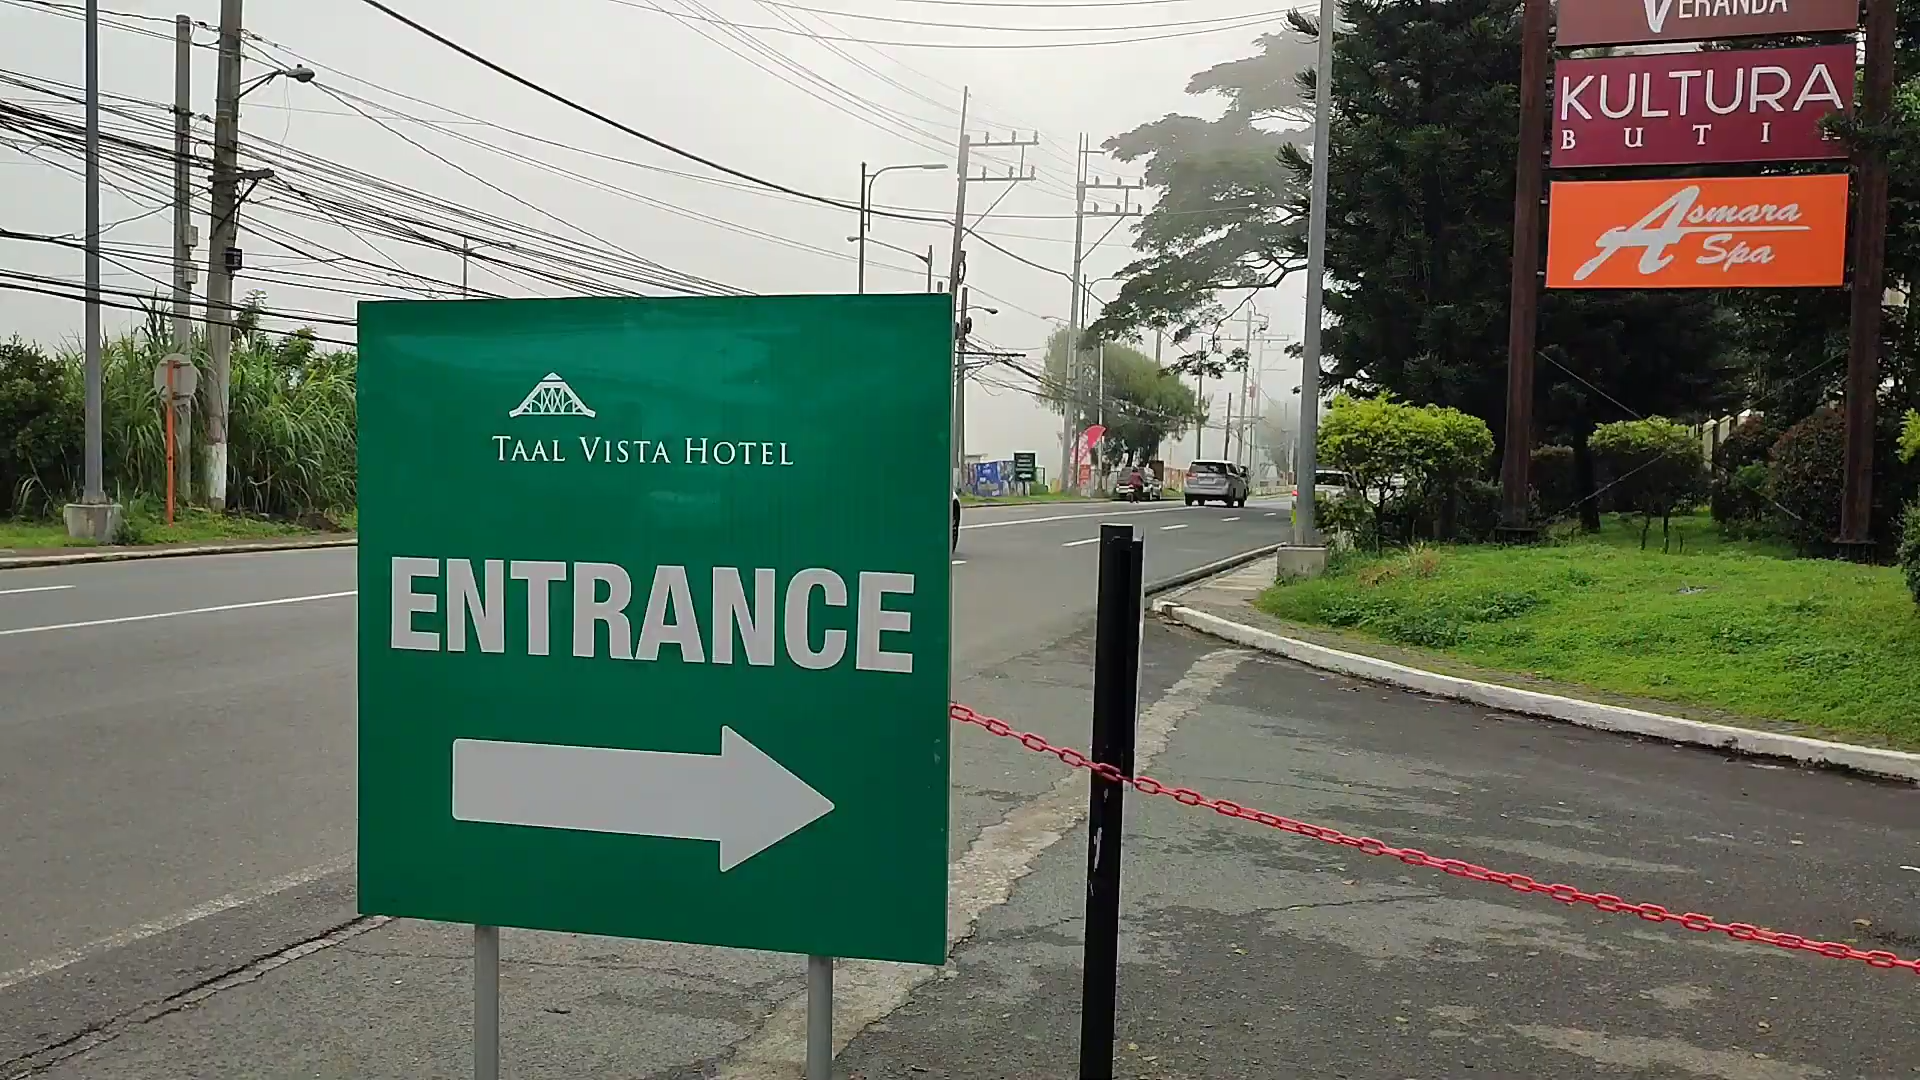 TAAL VISTA HOTEL
ENTRANCE
VERANDA
KULTURA
Asmara
Spa